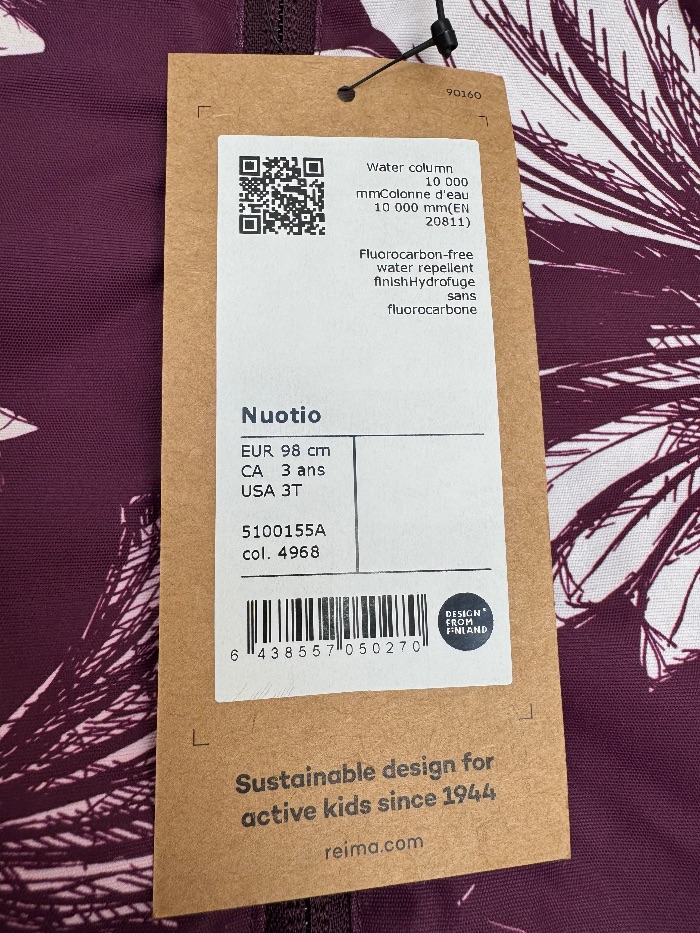 90160
Water column
10 000
mmColonne d'eau
10 000 mm(EN
20811)
Fluorocarbon-free
water repellent
finishHydrofuge
sans
fluorocarbone
Nuotio
EUR 98 cm
CA 3 ans
USA 3T
5100155A
col. 4968
6 438557 050270
DESIGN
FROM
FINLAND
Sustainable design for
active kids since 1944
reima.com